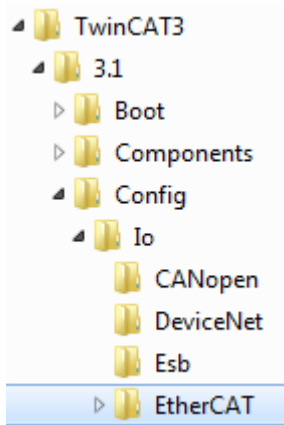 TwinCAT3
3.1
Boot
Components
Config
Io
CANopen
DeviceNet
Esb
EtherCAT